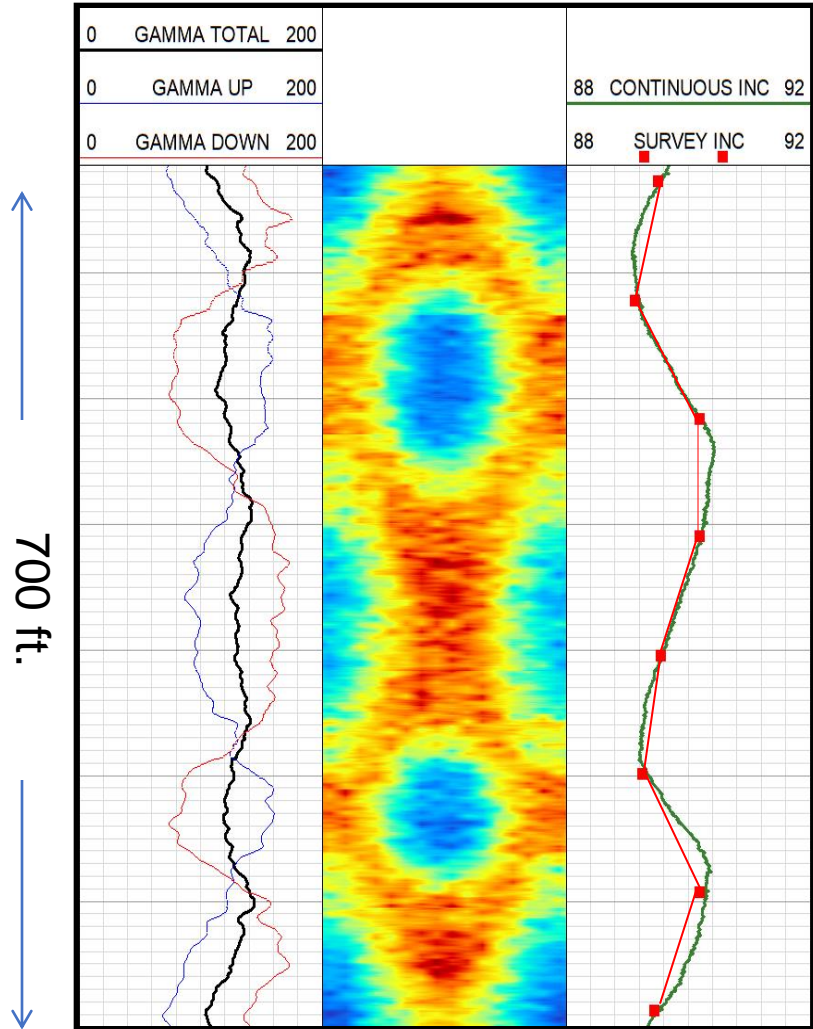 0 GAMMA TOTAL 200
0 GAMMA UP 200
0 GAMMA DOWN 200
88 CONTINUOUS INC 92
88 SURVEY INC 92
700 ft.